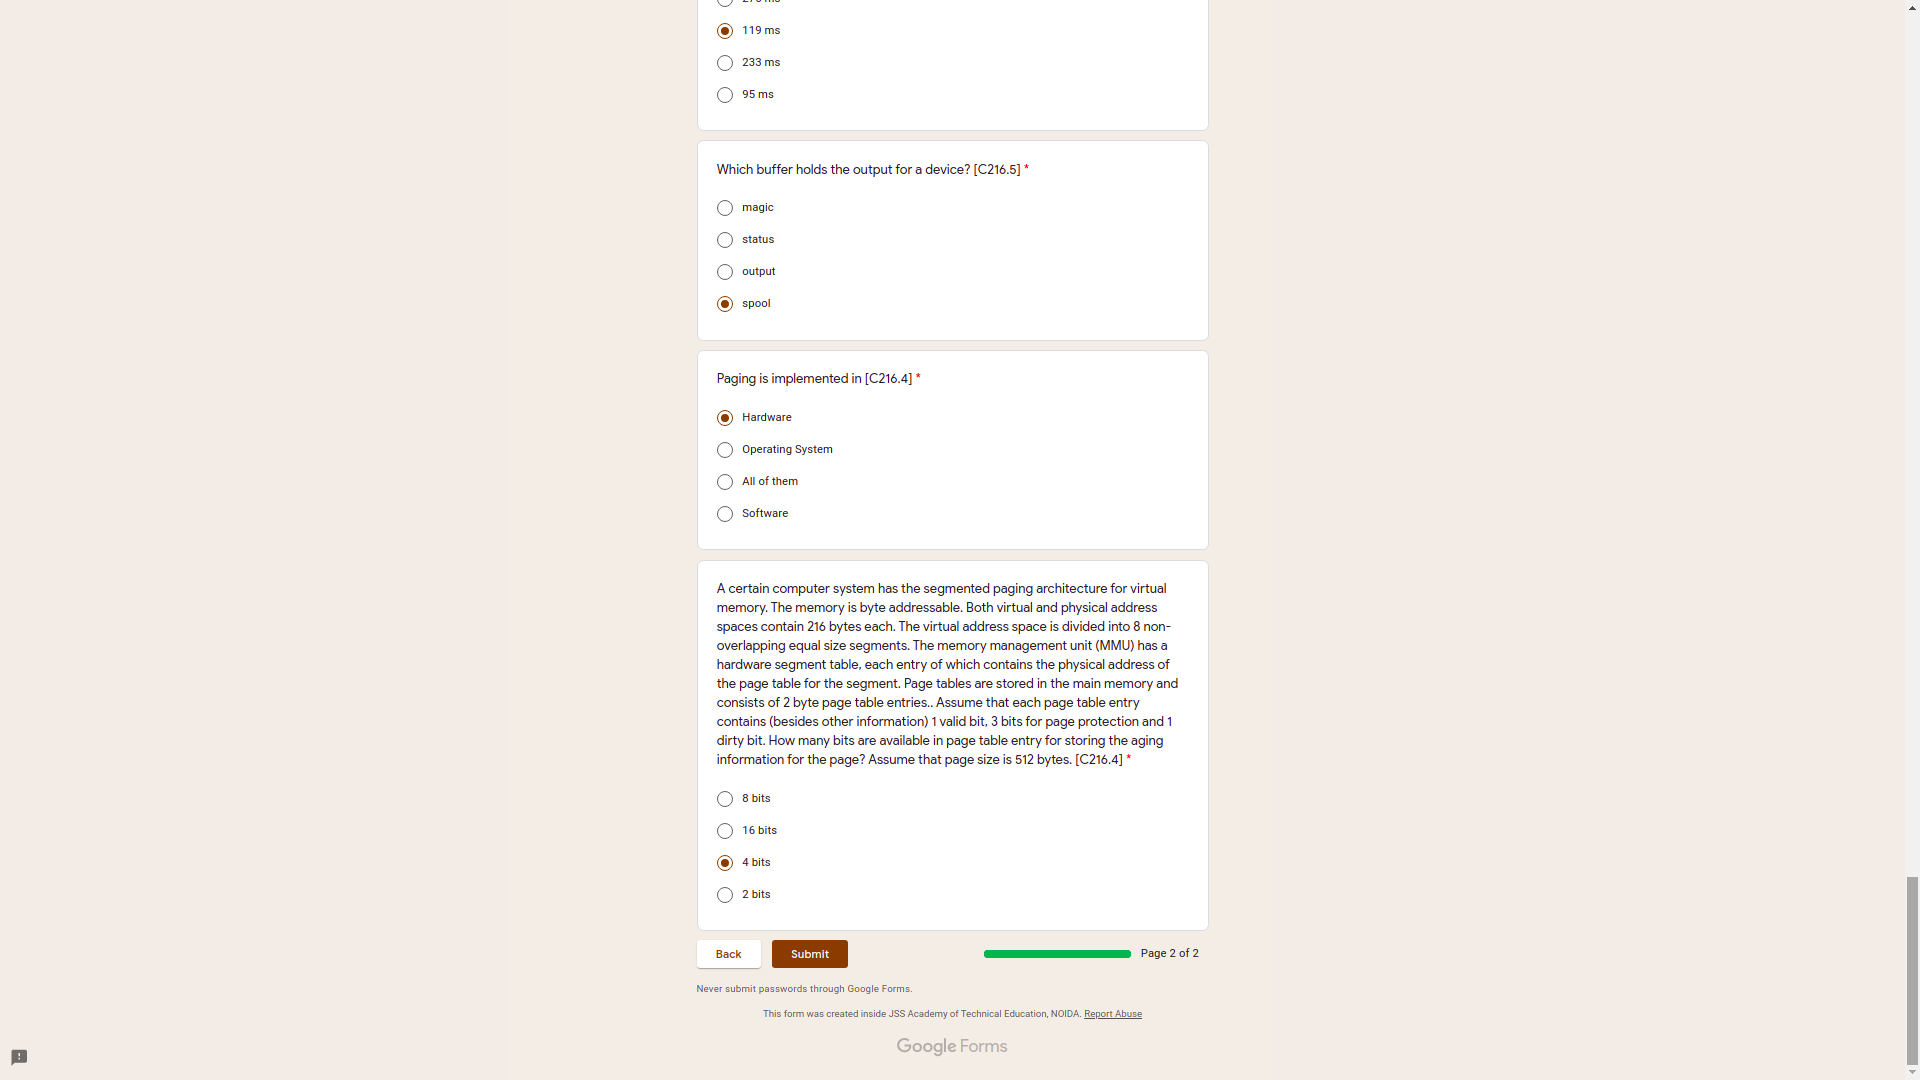 119 ms
233 ms
95 ms
Which buffer holds the output for a device? [C216.5] *
magic
status
output
spool
Paging is implemented in [C216.4] *
Hardware
Operating System
All of them
Software
A certain computer system has the segmented paging architecture for virtual
memory. The memory is byte addressable. Both virtual and physical address
spaces contain 216 bytes each. The virtual address space is divided into 8 non-
overlapping equal size segments. The memory management unit (MMU) has a
hardware segment table, each entry of which contains the physical address of
the page table for the segment. Page tables are stored in the main memory and
consists of 2 byte page table entries.. Assume that each page table entry
contains (besides other information) 1 valid bit, 3 bits for page protection and 1
dirty bit. How many bits are available in page table entry for storing the aging
information for the page? Assume that page size is 512 bytes. [C216.4] *
8 bits
16 bits
4 bits
2 bits
Back
Submit
Page 2 of 2
Never submit passwords through Google Forms.
This form was created inside JSS Academy of Technical Education, NOIDA. Report Abuse
Google Forms